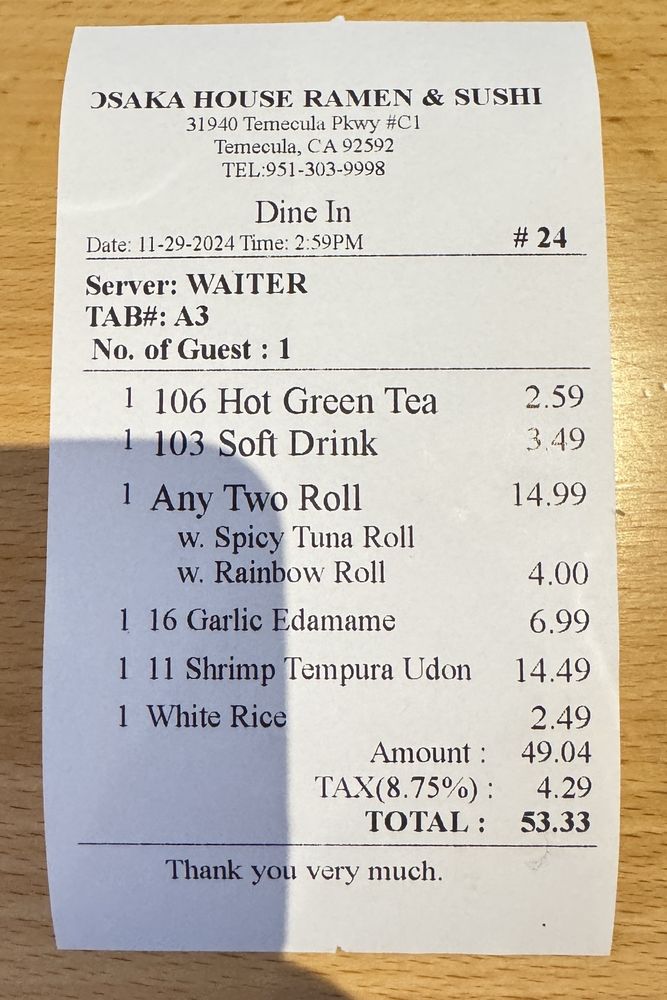 OSAKA HOUSE RAMEN & SUSHI
31940 Temecula Pkwy #C1
Temecula, CA 92592
TEL:951-303-9998
Dine In
Date: 11-29-2024 Time: 2:59PM # 24
Server: WAITER
TAB#: A3
No. of Guest : 1
1 106 Hot Green Tea 2.59
1 103 Soft Drink 3.49
1 Any Two Roll 14.99
w. Spicy Tuna Roll
w. Rainbow Roll 4.00
1 16 Garlic Edamame 6.99
1 11 Shrimp Tempura Udon 14.49
1 White Rice 2.49
Amount : 49.04
TAX(8.75%) : 4.29
TOTAL : 53.33
Thank you very much.